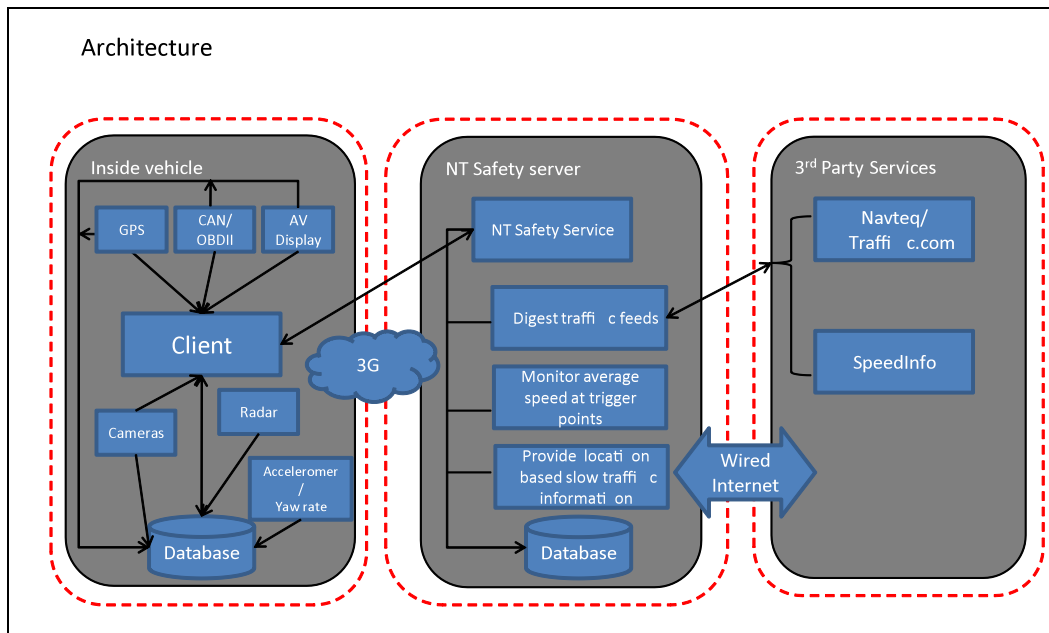 Architecture
Inside vehicle
GPS
CAN/
OBDII
AV
Display
Client
Cameras
Radar
Acceleromer
/
Yaw rate
Database
3G
NT Safety server
NT Safety Service
Digest traffi c feeds
Monitor average
speed at trigger
points
Provide locati on
based slow traffi c
informati on
Database
Wired
Internet
3rd Party Services
Navteq/
Traffi c.com
SpeedInfo